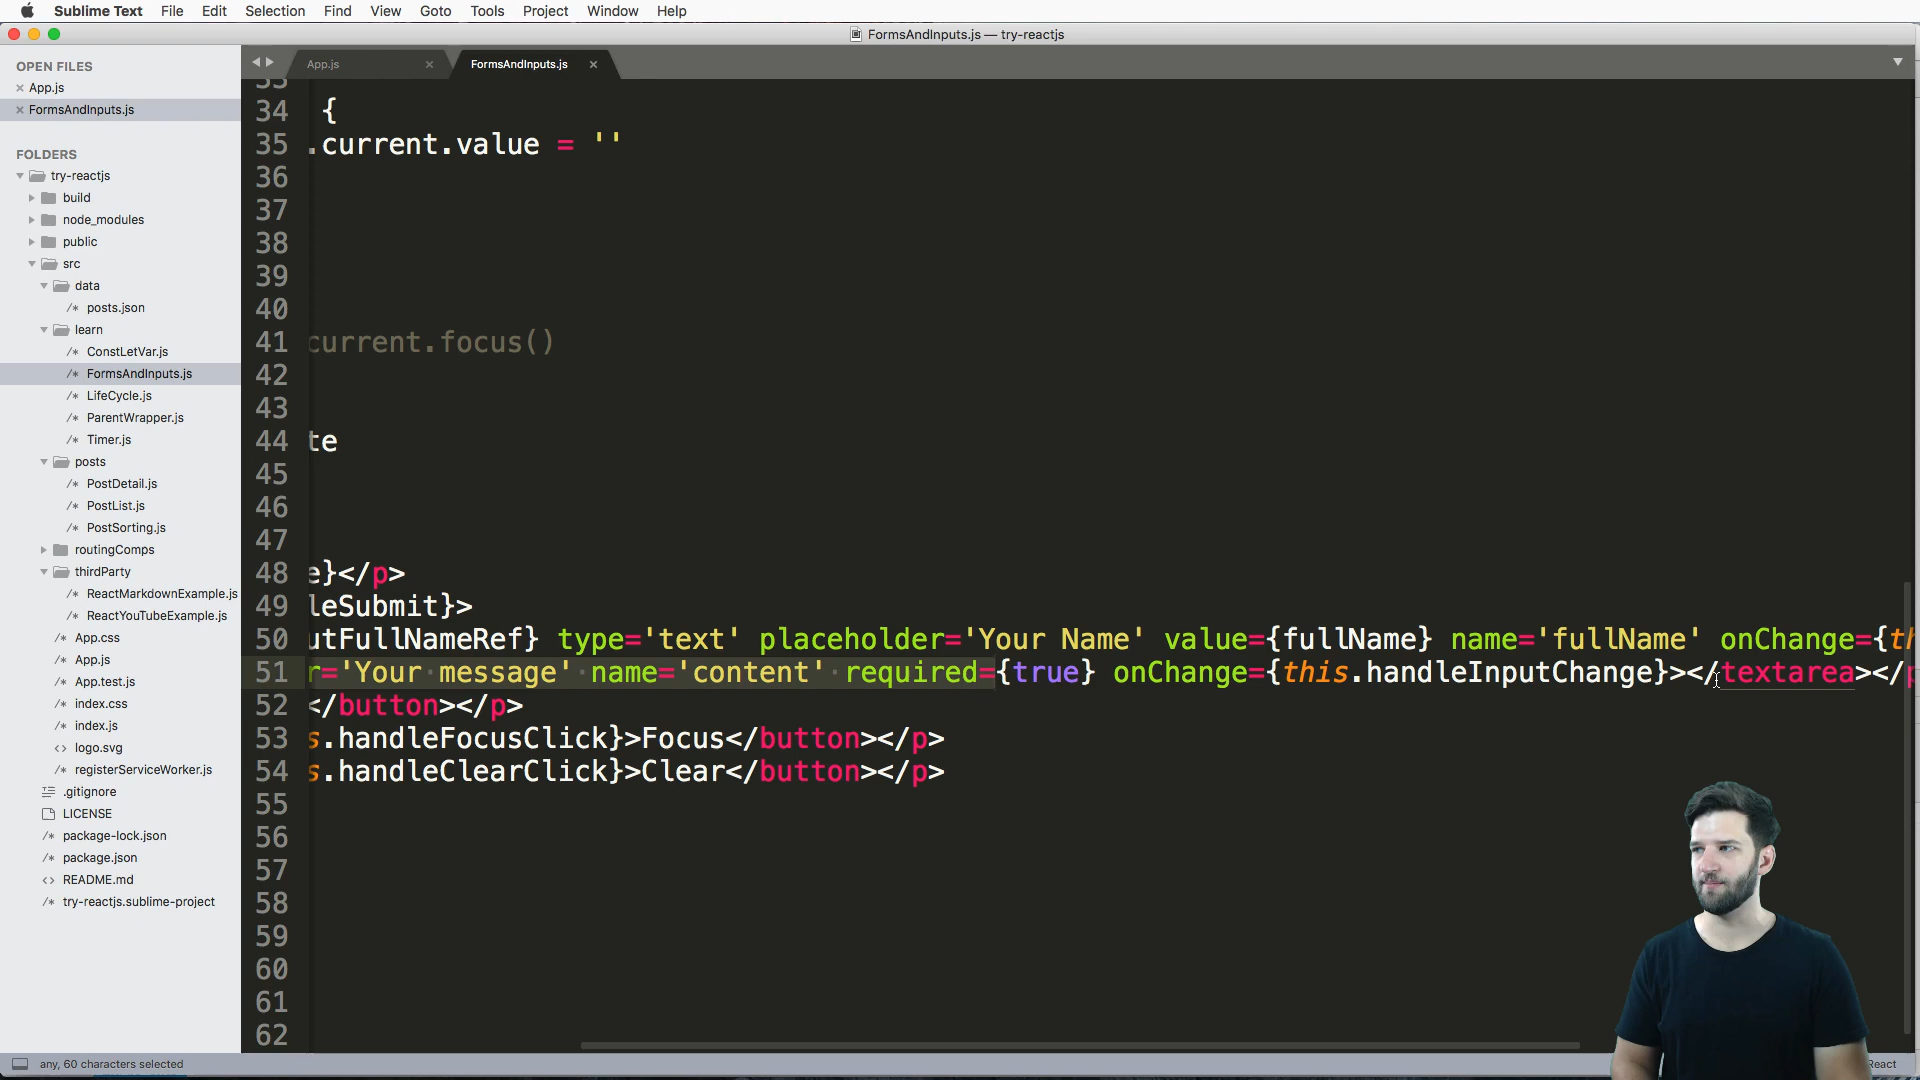 Sublime Text File Edit Selection Find View Goto Tools Project Window Help
FormsAndInputs.js — try-reactjs
OPEN FILES
× App.js
× FormsAndInputs.js
FOLDERS
try-reactjs
build
node_modules
public
src
data
/* posts.json
learn
/* ConstLetVar.js
/* FormsAndInputs.js
/* LifeCycle.js
/* ParentWrapper.js
/* Timer.js
posts
/* PostDetail.js
/* PostList.js
/* PostSorting.js
routingComps
thirdParty
/* ReactMarkdownExample.js
/* ReactYouTubeExample.js
/* App.css
/* App.js
/* App.test.js
/* index.css
/* index.js
<> logo.svg
/* registerServiceWorker.js
.gitignore
LICENSE
/* package-lock.json
/* package.json
<> README.md
/* try-reactjs.sublime-project
App.js × FormsAndInputs.js ×
33
34 {
35 .current.value = ''
36
37
38
39
40
41 current.focus()
42
43
44 te
45
46
47
48 e}</p>
49 leSubmit}>
50 utFullNameRef} type='text' placeholder='Your Name' value={fullName} name='fullName' onChange={th
51 r='Your message' name='content' required={true} onChange={this.handleInputChange}></textarea></p
52 </button></p>
53 s.handleFocusClick}>Focus</button></p>
54 s.handleClearClick}>Clear</button></p>
55
56
57
58
59
60
61
62
any, 60 characters selected
React